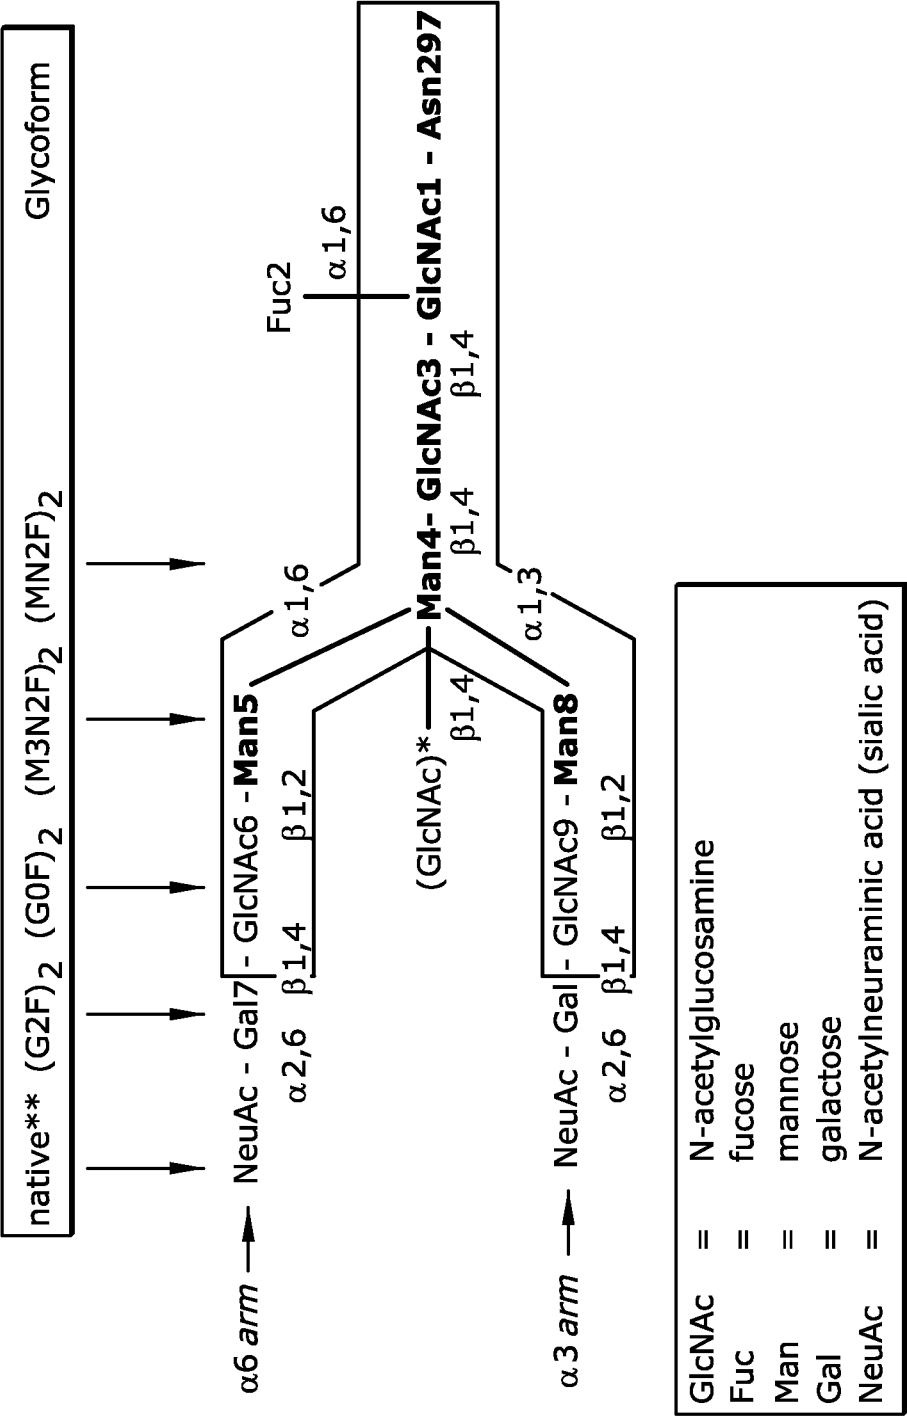 native** (G2F)2 (G0F)2 (M3N2F)2 (MN2F)2 Glycoform
Fuc2
α1,6
α1,6
α6 arm
NeuAc - Gal7 - GlcNAc6 - Man5
α2,6 β1,4 β1,2
(GlcNAc)*
β1,4
Man4- GlcNAc3 - GlcNAc1 - Asn297
β1,4 β1,4
α1,3
α3 arm
NeuAc - Gal - GlcNAc9 - Man8
α2,6 β1,4 β1,2
GlcNAc = N-acetylglucosamine
Fuc = fucose
Man = mannose
Gal = galactose
NeuAc = N-acetylneuraminic acid (sialic acid)